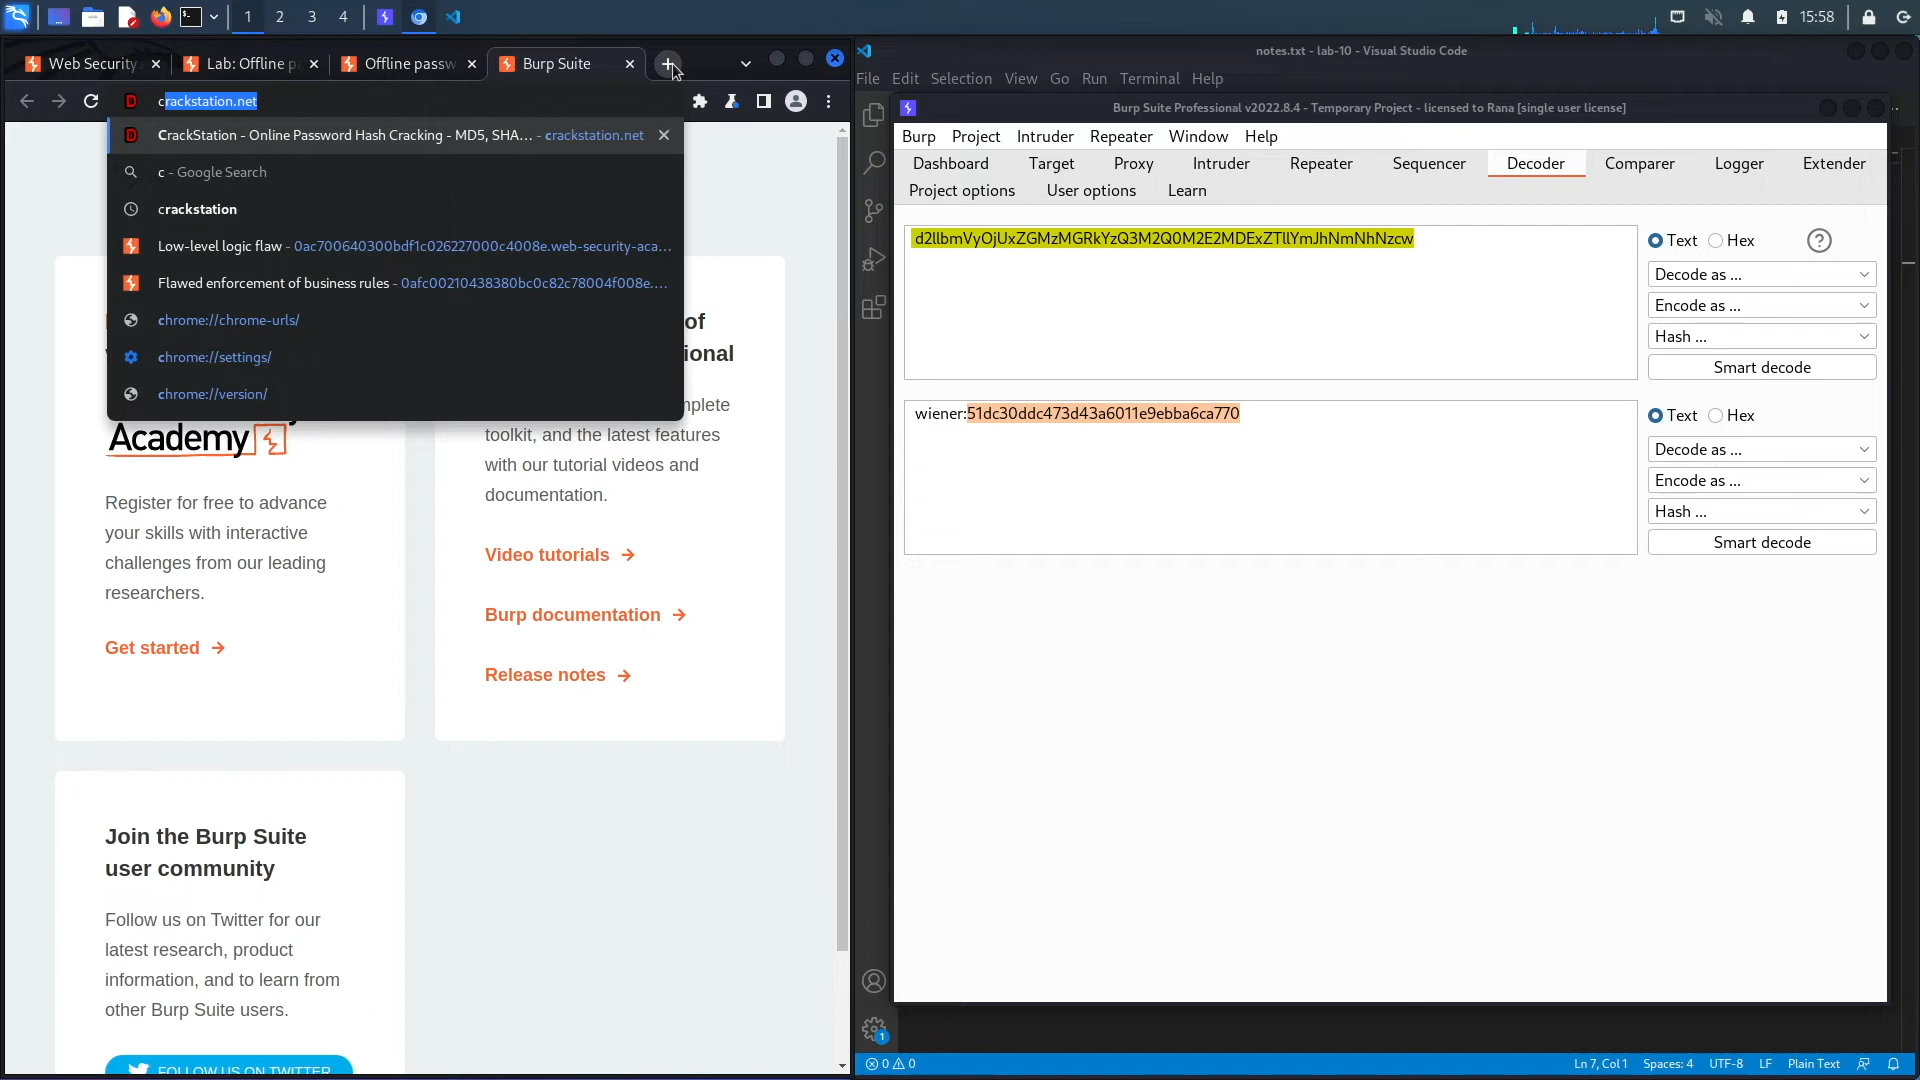 1 2 3 4
15:58
Web Security
Lab: Offline p
Offline passw
Burp Suite
crackstation.net
CrackStation - Online Password Hash Cracking - MD5, SHA... - crackstation.net
c - Google Search
crackstation
Low-level logic flaw - 0ac700640300bdf1c026227000c4008e.web-security-aca...
Flawed enforcement of business rules - 0afc00210438380bc0c82c78004f008e....
chrome://chrome-urls/
chrome://settings/
chrome://version/
Academy
Register for free to advance
your skills with interactive
challenges from our leading
researchers.
Get started →
of
ional
mplete
toolkit, and the latest features
with our tutorial videos and
documentation.
Video tutorials →
Burp documentation →
Release notes →
Join the Burp Suite
user community
Follow us on Twitter for our
latest research, product
information, and to learn from
other Burp Suite users.
FOLLOW US ON TWITTER
notes.txt - lab-10 - Visual Studio Code
File Edit Selection View Go Run Terminal Help
Burp Suite Professional v2022.8.4 - Temporary Project - licensed to Rana [single user license]
Burp Project Intruder Repeater Window Help
Dashboard Target Proxy Intruder Repeater Sequencer Decoder Comparer Logger Extender
Project options User options Learn
d2llbmVyOjUxZGMzMGRkYzQ3M2Q0M2E2MDExZTllYmJhNmNhNzcw
Text Hex ?
Decode as ...
Encode as ...
Hash ...
Smart decode
wiener:51dc30ddc473d43a6011e9ebba6ca770
Text Hex
Decode as ...
Encode as ...
Hash ...
Smart decode
1
0 0
Ln 7, Col 1 Spaces: 4 UTF-8 LF Plain Text